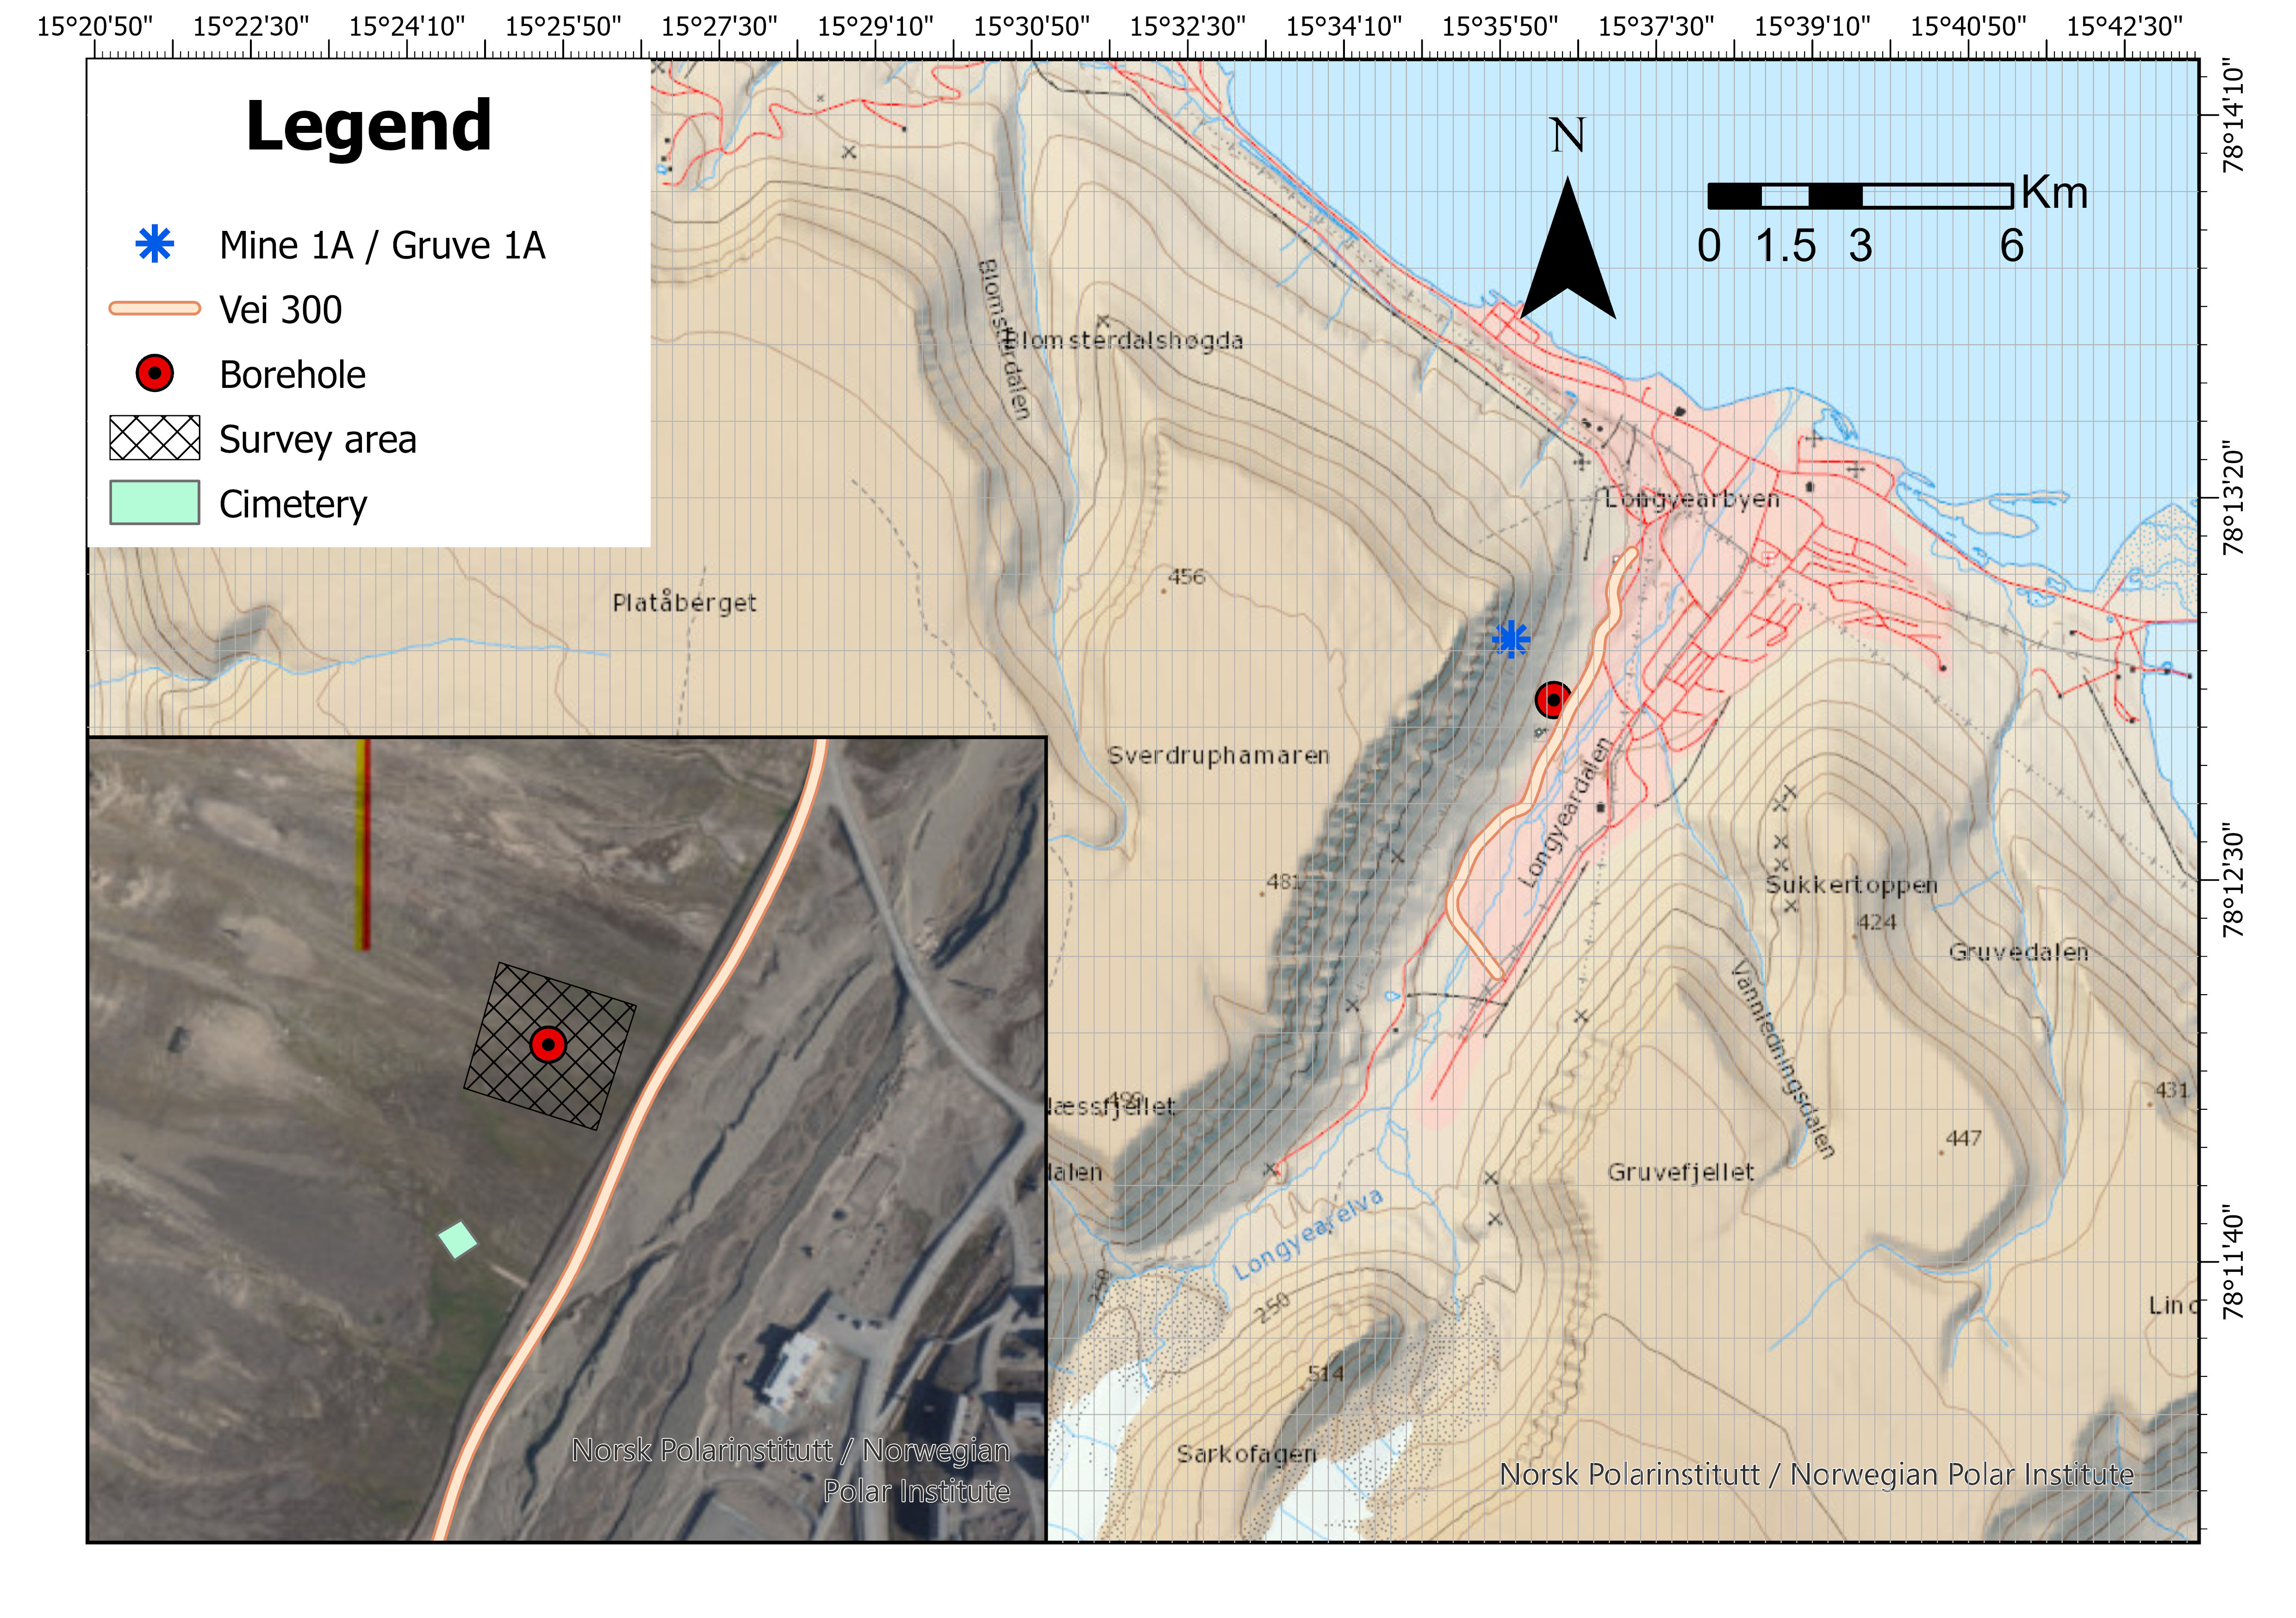 15°20'50" 15°22'30" 15°24'10" 15°25'50" 15°27'30" 15°29'10" 15°30'50" 15°32'30" 15°34'10" 15°35'50" 15°37'30" 15°39'10" 15°40'50" 15°42'30"
78°14'10"
78°13'20"
78°12'30"
78°11'40"
Legend
Mine 1A / Gruve 1A
Vei 300
Borehole
Survey area
Cimetery
N
Km
0 1.5 3 6
Blomsterdalen
Blomsterdalshøgda
Longyearbyen
456
Platåberget
Sverdruphamaren
Longyeardalen
481
Sukkertoppen
424
Gruvedalen
Vannledningsdalen
499
læssfjellet
431
447
dalen
Gruvefjellet
Longyearelva
250
250
514
Sarkofagen
Lind
Norsk Polarinstitutt / Norwegian Polar Institute
Norsk Polarinstitutt / Norwegian
Polar Institute